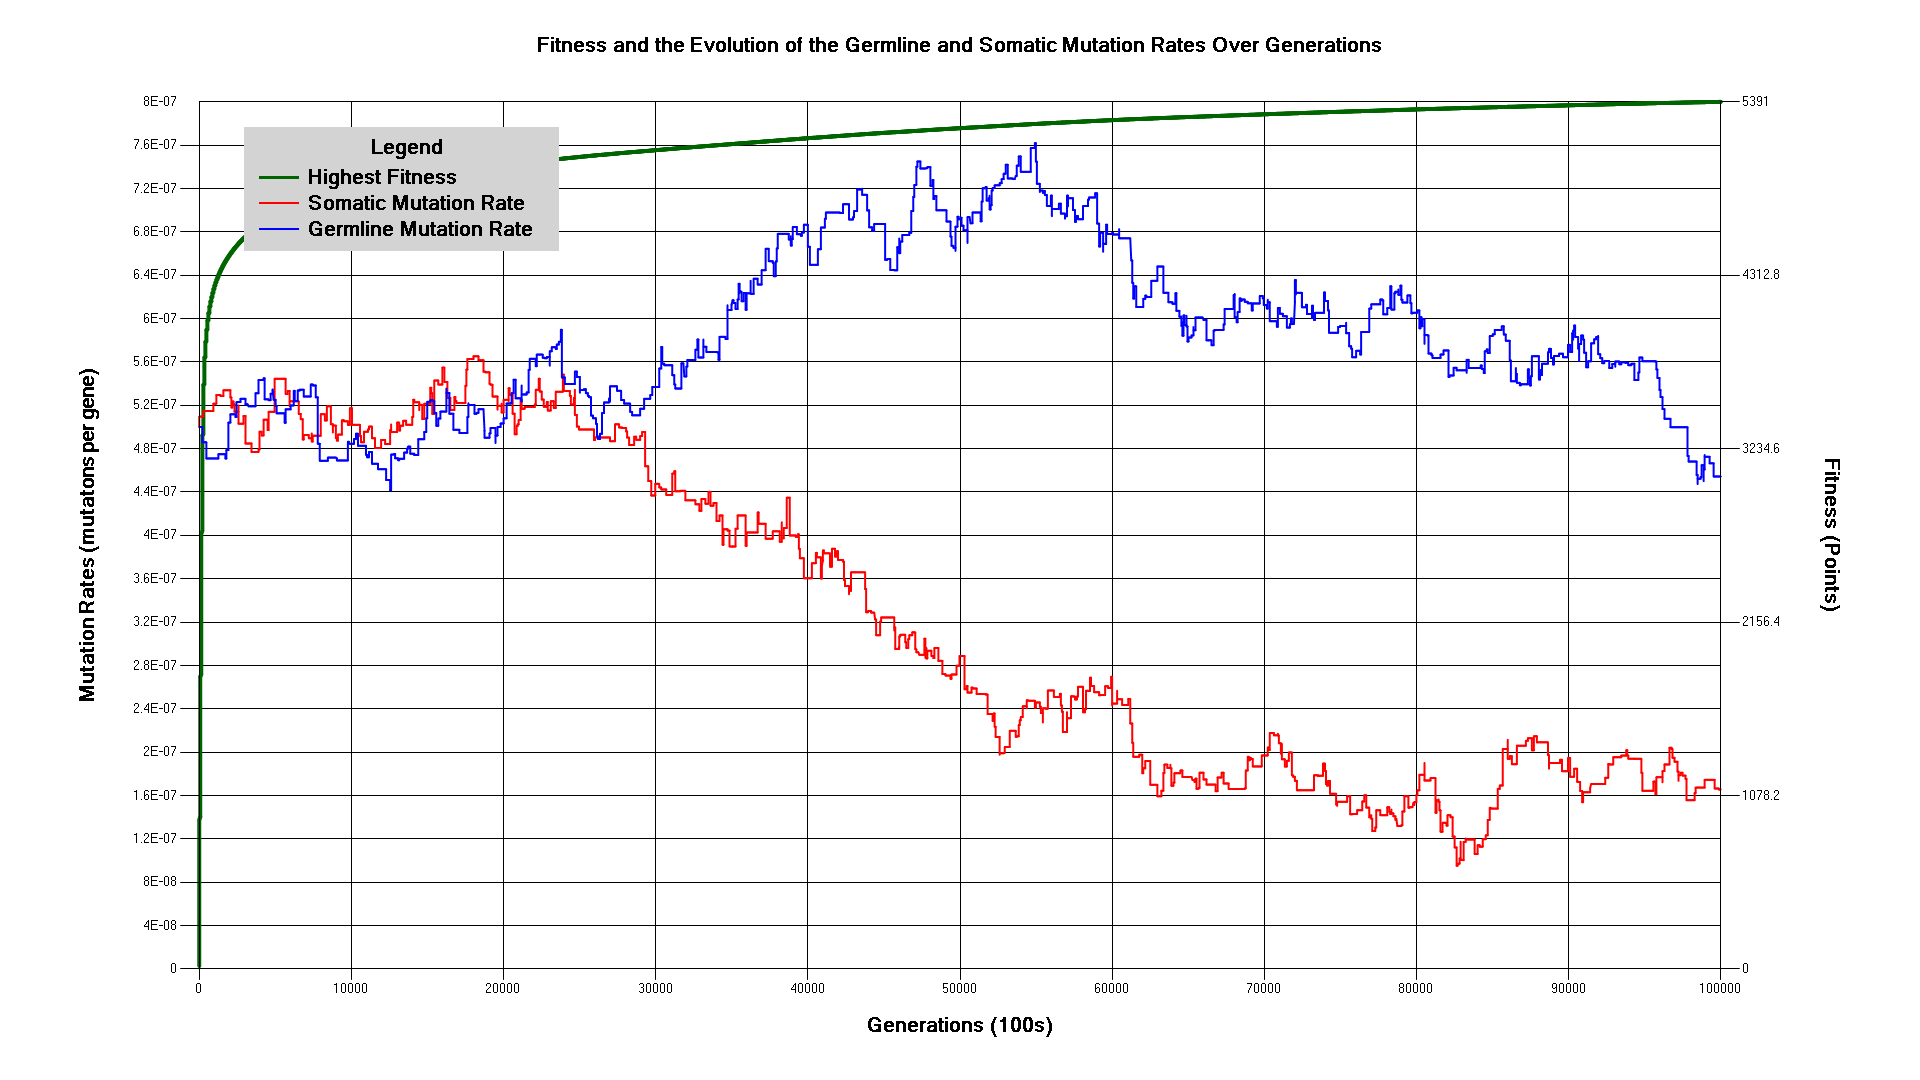 Fitness and the Evolution of the Germline and Somatic Mutation Rates Over Generations
Legend
Highest Fitness
Somatic Mutation Rate
Germline Mutation Rate
Mutation Rates (mutatons per gene)
8E-07
7.6E-07
7.2E-07
6.8E-07
6.4E-07
6E-07
5.6E-07
5.2E-07
4.8E-07
4.4E-07
4E-07
3.6E-07
3.2E-07
2.8E-07
2.4E-07
2E-07
1.6E-07
1.2E-07
8E-08
4E-08
0
5391
4312.8
3234.6
2156.4
1078.2
0
Fitness (Points)
0 10000 20000 30000 40000 50000 60000 70000 80000 90000 100000
Generations (100s)